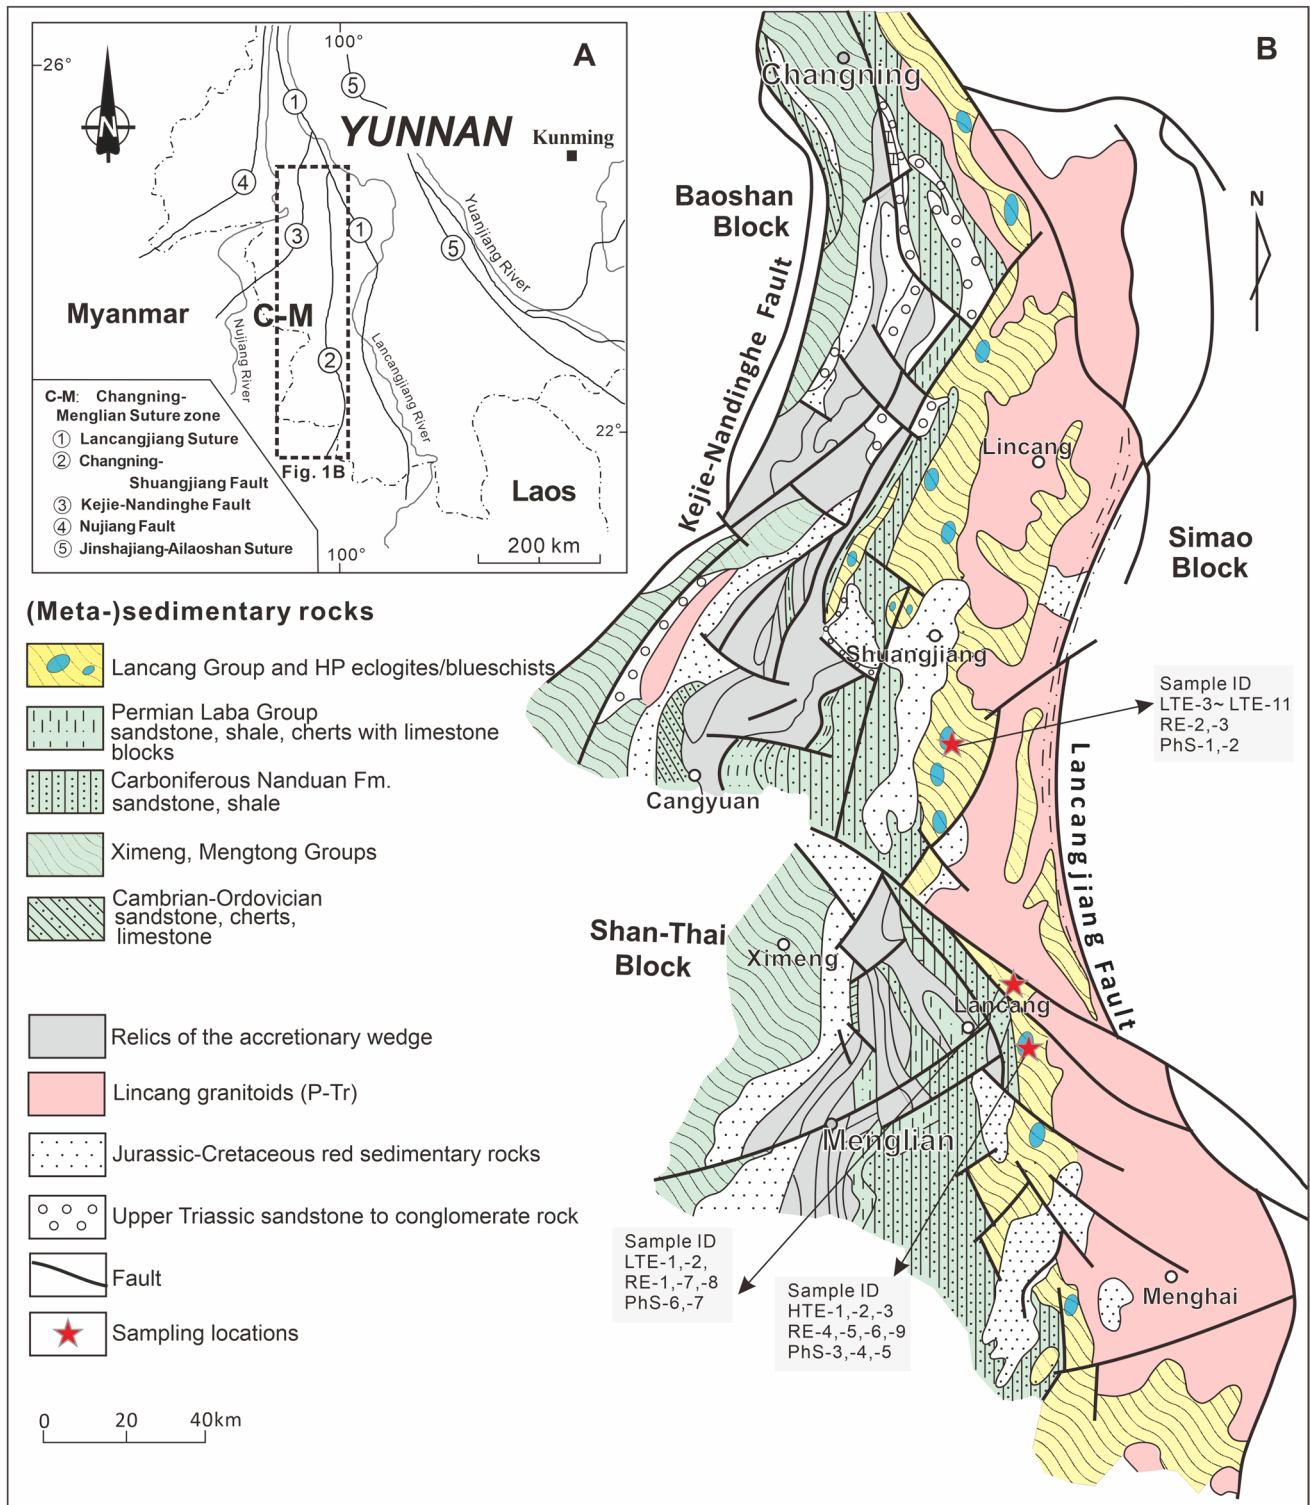 A
100°
26°
N
1
5
YUNNAN
Kunming
4
3
1
5
Yuanjiang River
Myanmar
C-M
Nujiang River
2
Lancangjiang River
22°
C-M: Changning-
Menglian Suture zone
1 Lancangjiang Suture
2 Changning-
Shuangjiang Fault
3 Kejie-Nandinghe Fault
4 Nujiang Fault
5 Jinshajiang-Ailaoshan Suture
Fig. 1B
Laos
100°
200 km
B
Changning
Baoshan
Block
N
Kejie-Nandinghe Fault
Lincang
Simao
Block
Shuangjiang
Sample ID
LTE-3~ LTE-11
RE-2,-3
PhS-1,-2
Cangyuan
Lancangjiang Fault
Shan-Thai
Block
Ximeng
Lancang
Menglian
Sample ID
LTE-1,-2,
RE-1,-7,-8
PhS-6,-7
Sample ID
HTE-1,-2,-3
RE-4,-5,-6,-9
PhS-3,-4,-5
Menghai
(Meta-)sedimentary rocks
Lancang Group and HP eclogites/blueschists
Permian Laba Group
sandstone, shale, cherts with limestone
blocks
Carboniferous Nanduan Fm.
sandstone, shale
Ximeng, Mengtong Groups
Cambrian-Ordovician
sandstone, cherts,
limestone
Relics of the accretionary wedge
Lincang granitoids (P-Tr)
Jurassic-Cretaceous red sedimentary rocks
Upper Triassic sandstone to conglomerate rock
Fault
Sampling locations
0 20 40km